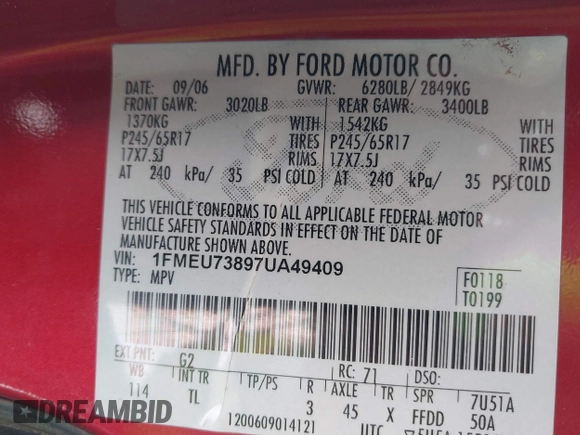 MFD. BY FORD MOTOR CO.
DATE: 09/06 GVWR: 6280LB/ 2849KG
FRONT GAWR: 3020LB REAR GAWR: 3400LB
1370KG WITH 1542KG WITH
P245/65R17 TIRES P245/65R17 TIRES
17X7.5J RIMS 17X7.5J RIMS
AT 240 kPa/ 35 PSI COLD AT 240 kPa/ 35 PSI COLD
THIS VEHICLE CONFORMS TO ALL APPLICABLE FEDERAL MOTOR
VEHICLE SAFETY STANDARDS IN EFFECT ON THE DATE OF
MANUFACTURE SHOWN ABOVE.
VIN: 1FMEU73897UA49409
TYPE: MPV
F0118
T0199
EXT PNT: G2 RC: 71 DSO:
WB INT TR TP/PS R AXLE TR SPR 7U51A
114 TL 3 45 X FFDD 50A
1200609014121 UTC
DREAMBID